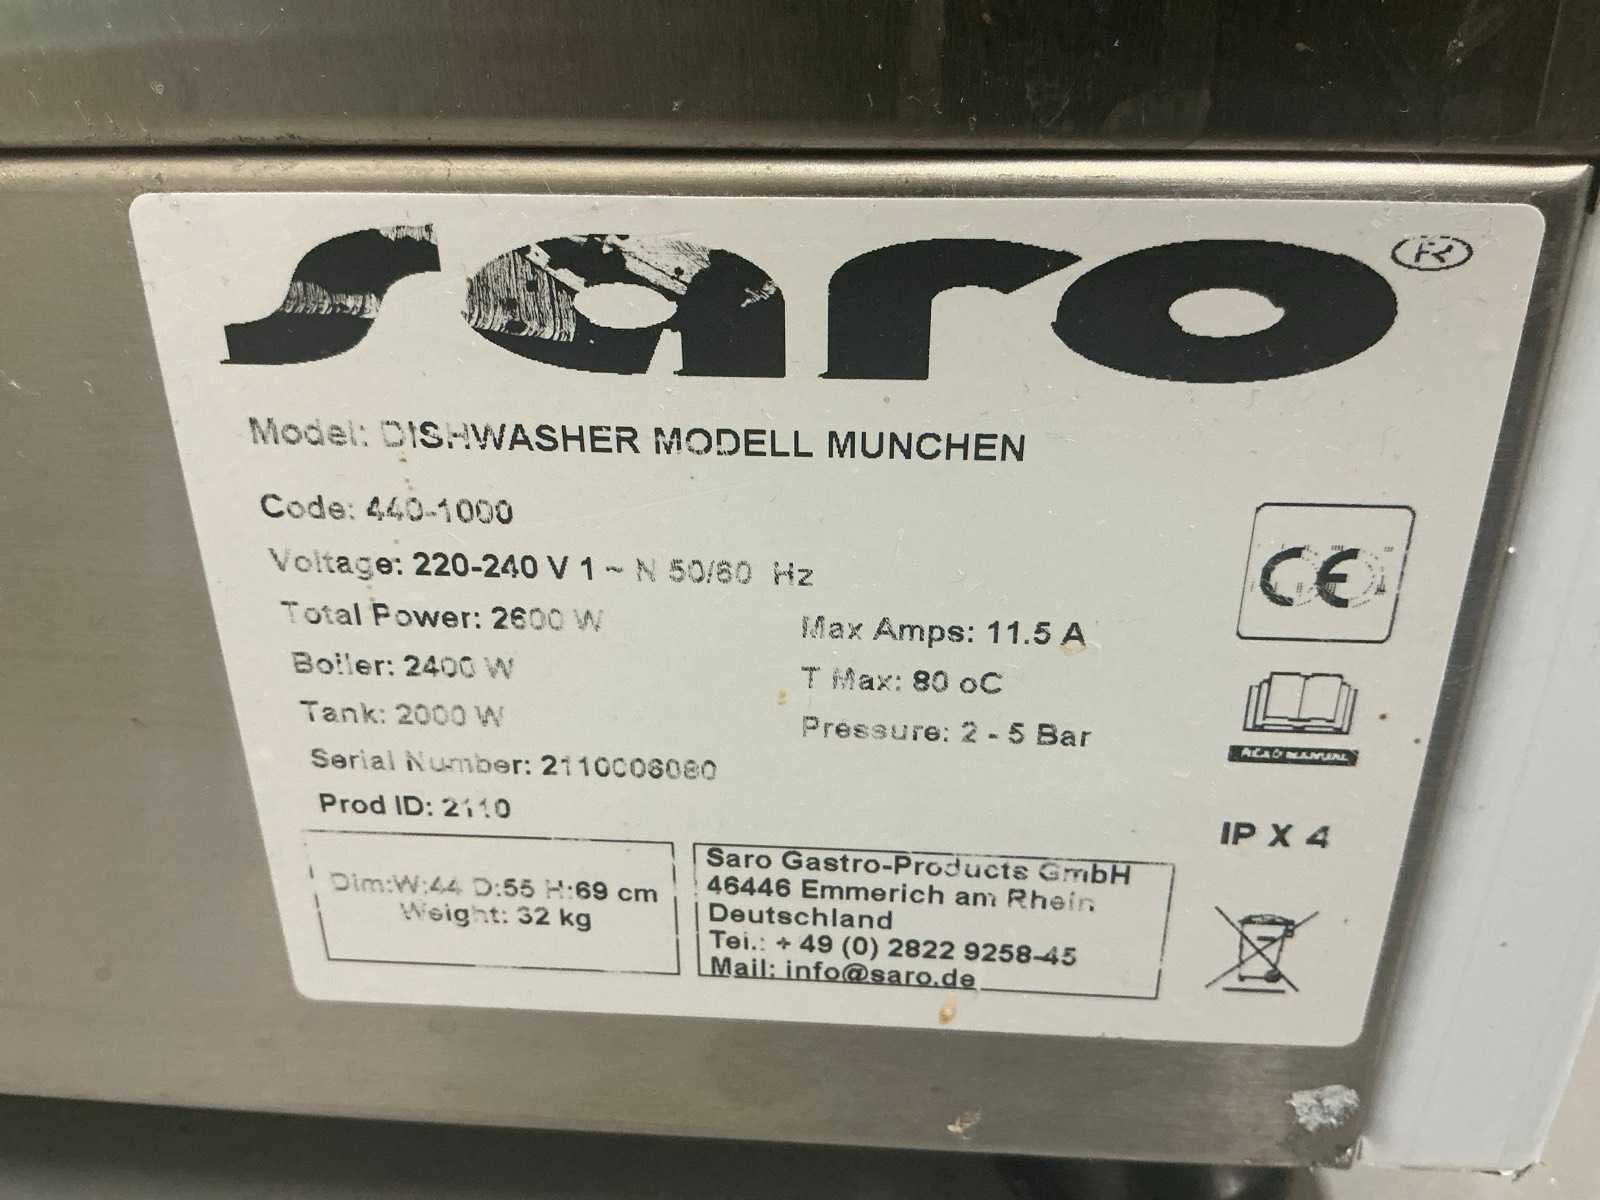 saro ®
Model: DISHWASHER MODELL MUNCHEN
Code: 440-1000
Voltage: 220-240 V 1 ~ N 50/60 Hz
Total Power: 2600 W
Max Amps: 11.5 A
Boiler: 2400 W
T Max: 80 oC
Tank: 2000 W
Pressure: 2 - 5 Bar
Serial Number: 2110006080
Prod ID: 2110
CE
READ MANUAL
IP X 4
Dim:W:44 D:55 H:69 cm
Weight: 32 kg
Saro Gastro-Products GmbH
46446 Emmerich am Rhein
Deutschland
Tel.: + 49 (0) 2822 9258-45
Mail: info@saro.de